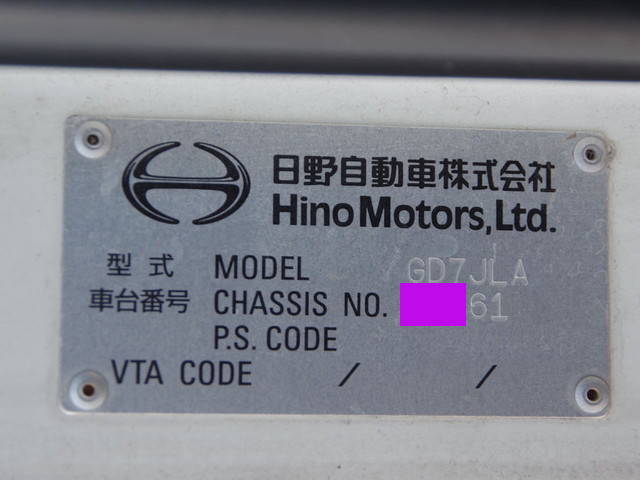 日野自動車株式会社
Hino Motors, Ltd.
型式 MODEL GD7JLA
車台番号 CHASSIS NO. 61
P.S. CODE
VTA CODE / /